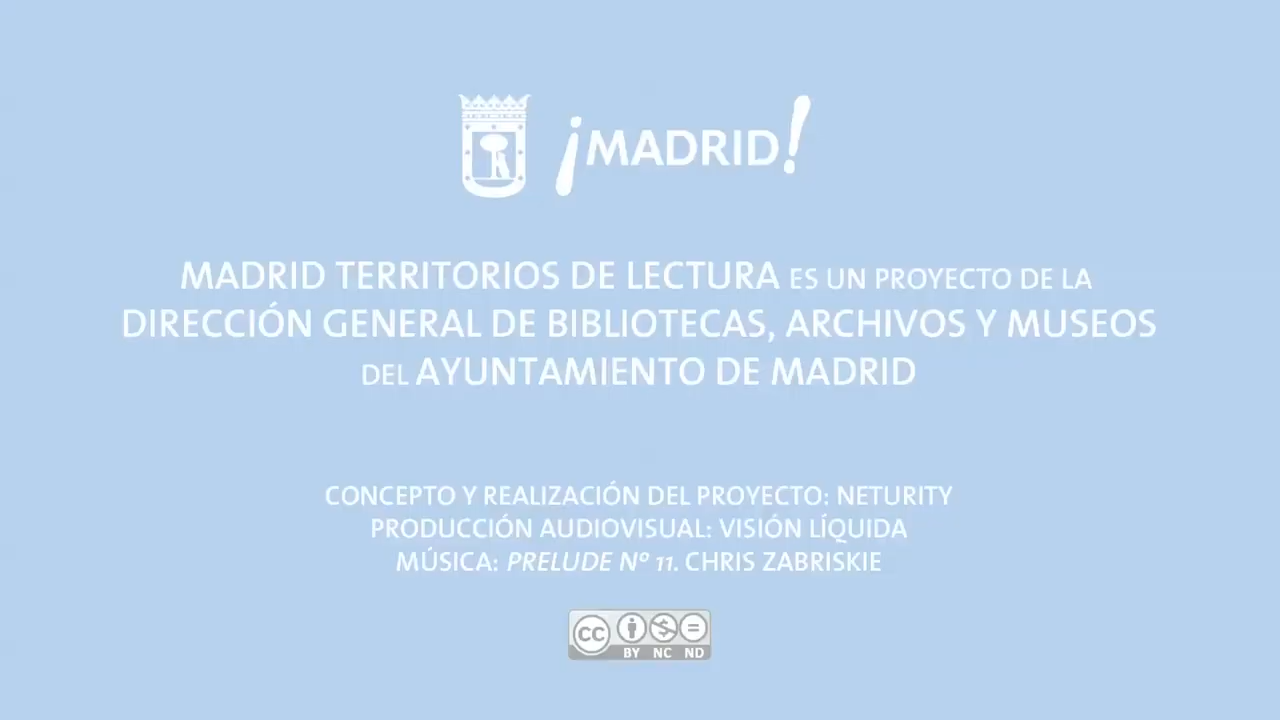 ¡MADRID!
MADRID TERRITORIOS DE LECTURA ES UN PROYECTO DE LA
DIRECCIÓN GENERAL DE BIBLIOTECAS, ARCHIVOS Y MUSEOS
DEL AYUNTAMIENTO DE MADRID
CONCEPTO Y REALIZACIÓN DEL PROYECTO: NETURITY
PRODUCCIÓN AUDIOVISUAL: VISIÓN LÍQUIDA
MÚSICA: PRELUDE Nº 11. CHRIS ZABRISKIE
CC
BY NC ND